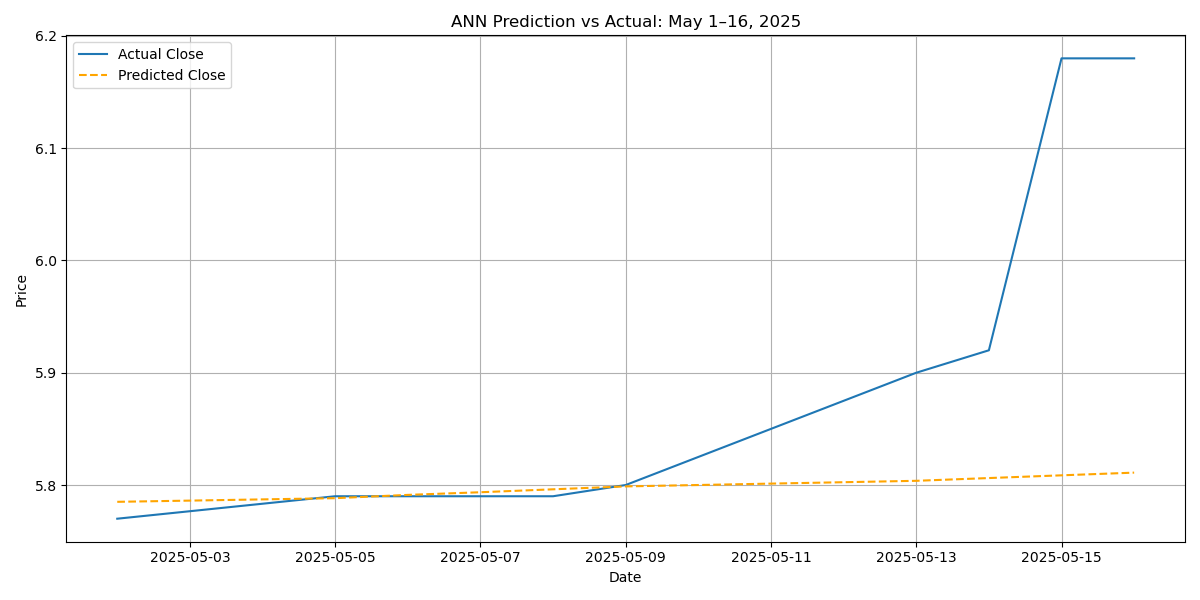 ANN Prediction vs Actual: May 1–16, 2025
Actual Close
Predicted Close
6.2
6.1
6.0
5.9
5.8
Price
2025-05-03
2025-05-05
2025-05-07
2025-05-09
2025-05-11
2025-05-13
2025-05-15
Date